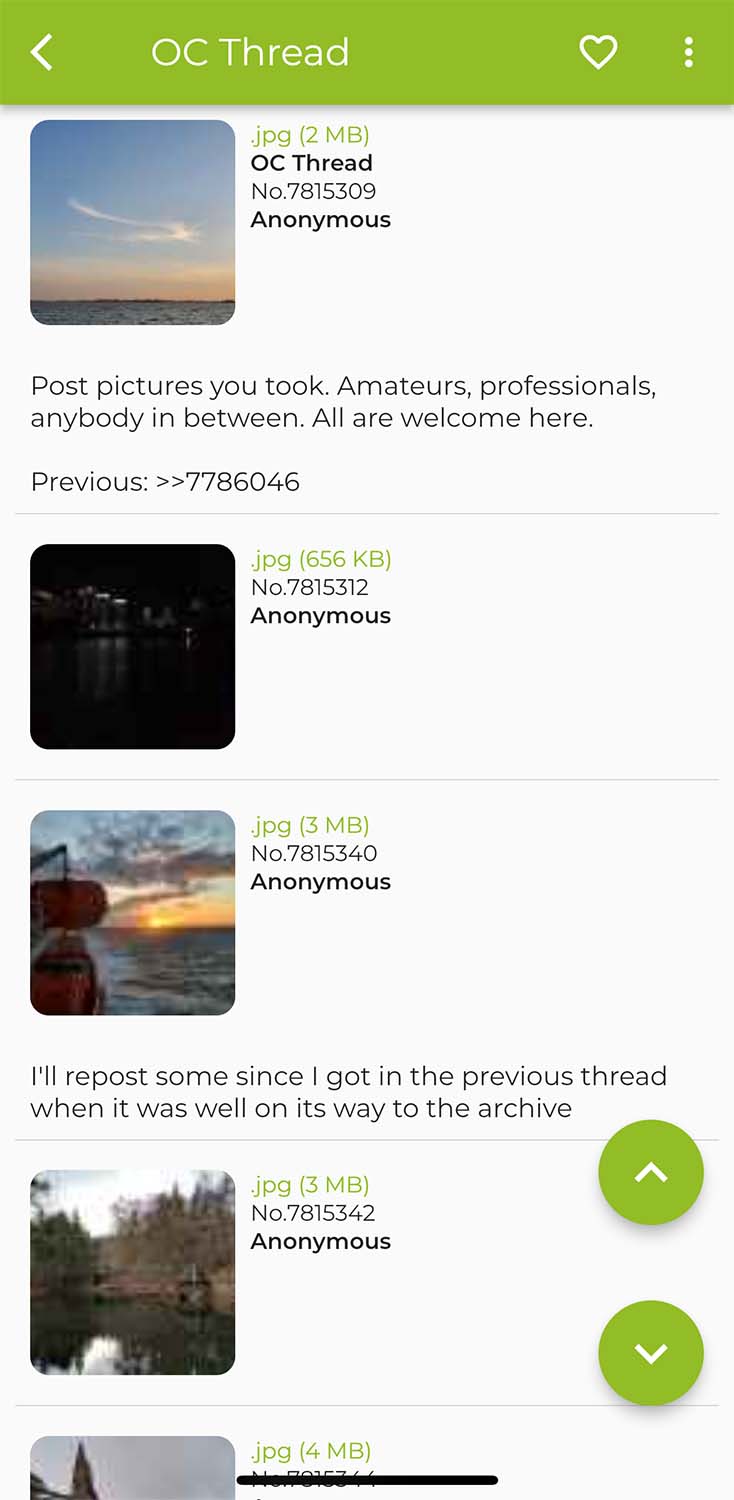 OC Thread
.jpg (2 MB)
OC Thread
No.7815309
Anonymous
Post pictures you took. Amateurs, professionals,
anybody in between. All are welcome here.
Previous: >>7786046
.jpg (656 KB)
No.7815312
Anonymous
.jpg (3 MB)
No.7815340
Anonymous
I'll repost some since I got in the previous thread
when it was well on its way to the archive
.jpg (3 MB)
No.7815342
Anonymous
.jpg (4 MB)
No.7815344